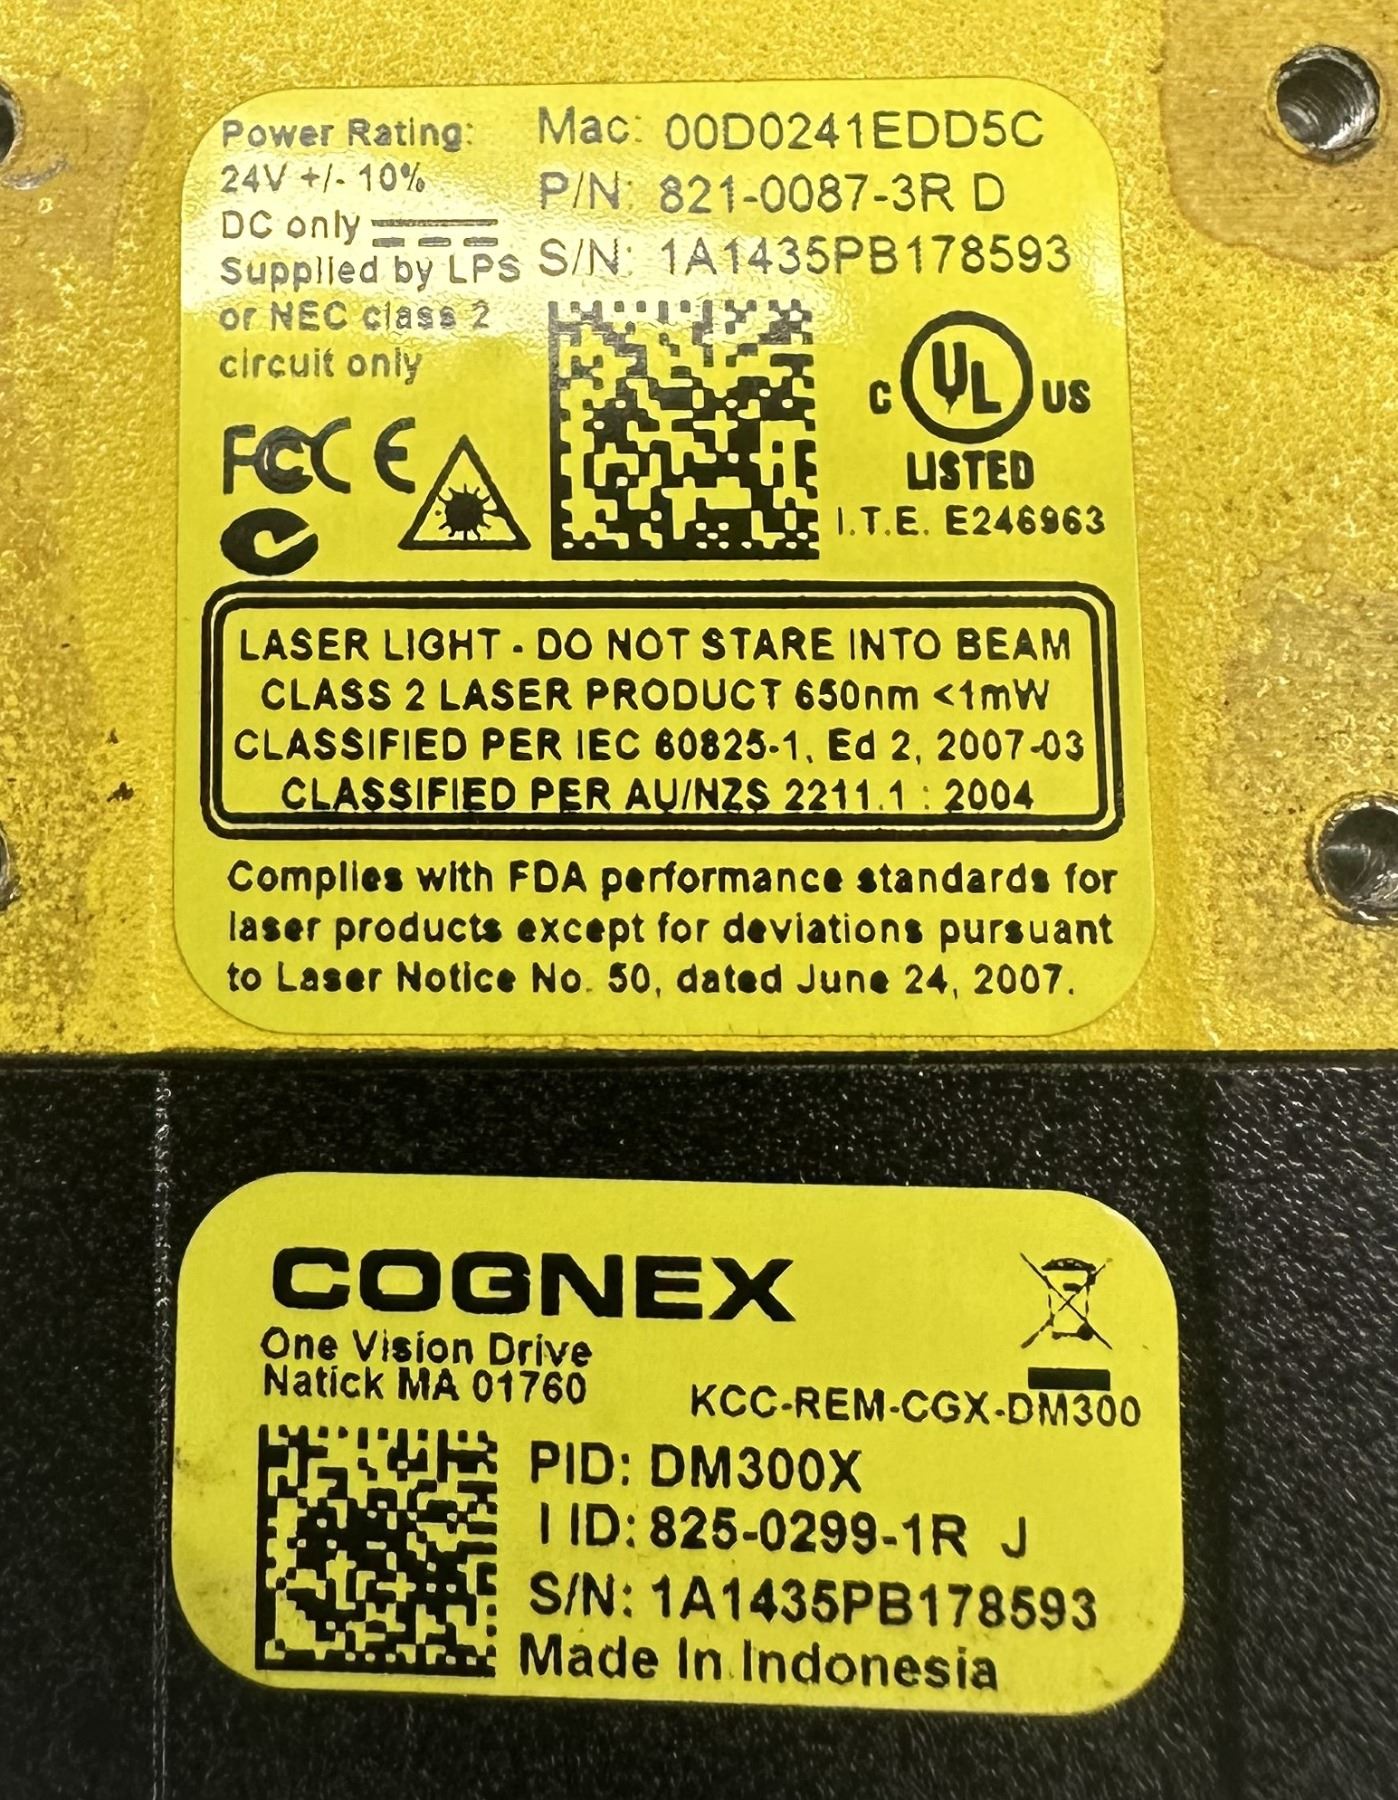 Power Rating:
24V +/- 10%
DC only
Supplied by LPS
or NEC class 2
circuit only
Mac: 00D0241EDD5C
P/N: 821-0087-3R D
S/N: 1A1435PB178593
FC CE
C UL US
LISTED
I.T.E. E246963
LASER LIGHT - DO NOT STARE INTO BEAM
CLASS 2 LASER PRODUCT 650nm <1mW
CLASSIFIED PER IEC 60825-1, Ed 2, 2007-03
CLASSIFIED PER AU/NZS 2211.1 : 2004
Complies with FDA performance standards for
laser products except for deviations pursuant
to Laser Notice No. 50, dated June 24, 2007.
COGNEX
One Vision Drive
Natick MA 01760
KCC-REM-CGX-DM300
PID: DM300X
I ID: 825-0299-1R J
S/N: 1A1435PB178593
Made In Indonesia